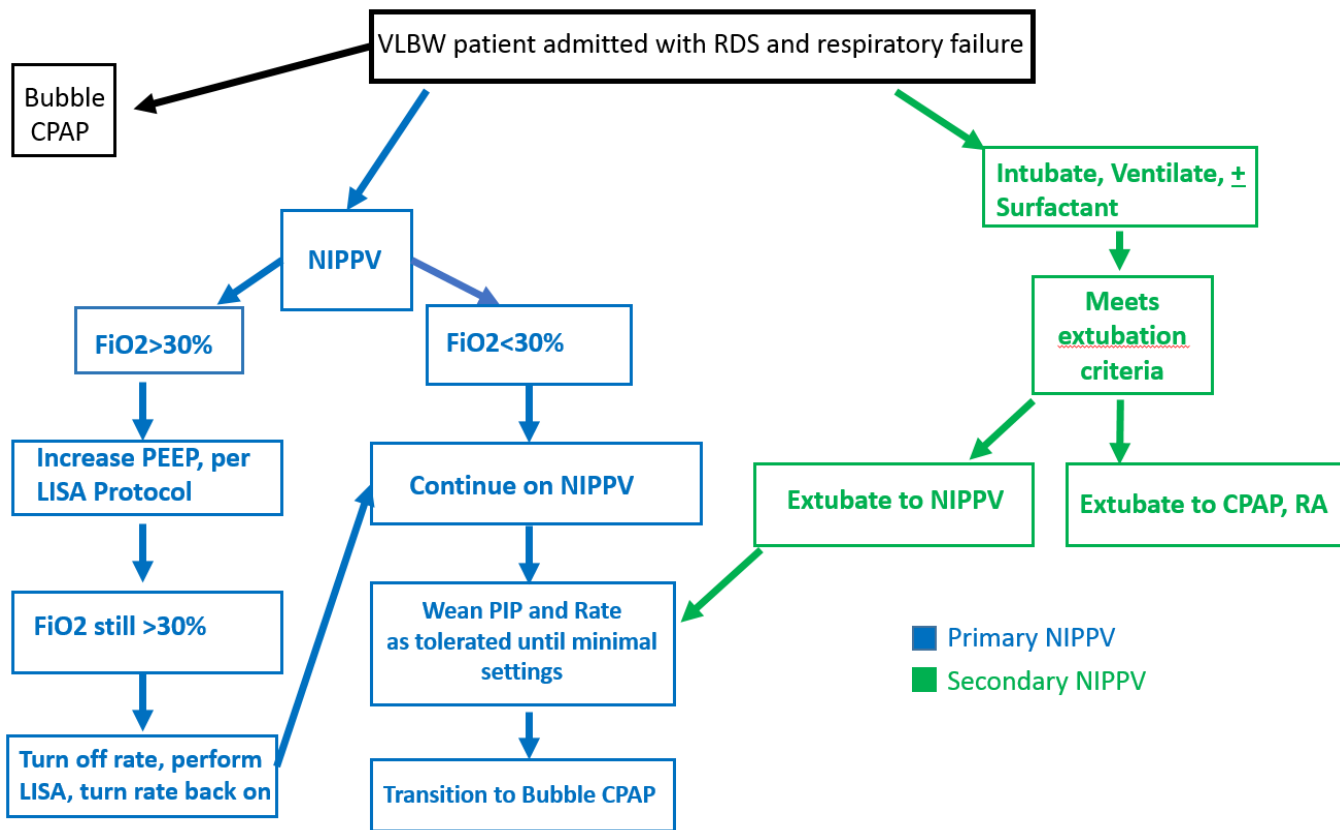 VLBW patient admitted with RDS and respiratory failure
Bubble
CPAP
Intubate, Ventilate, +
Surfactant
NIPPV
Meets
extubation
criteria
FiO2>30%
FiO2<30%
Increase PEEP, per
LISA Protocol
Continue on NIPPV
Extubate to NIPPV
Extubate to CPAP, RA
FiO2 still >30%
Wean PIP and Rate
as tolerated until minimal
settings
Primary NIPPV
Secondary NIPPV
Turn off rate, perform
LISA, turn rate back on
Transition to Bubble CPAP